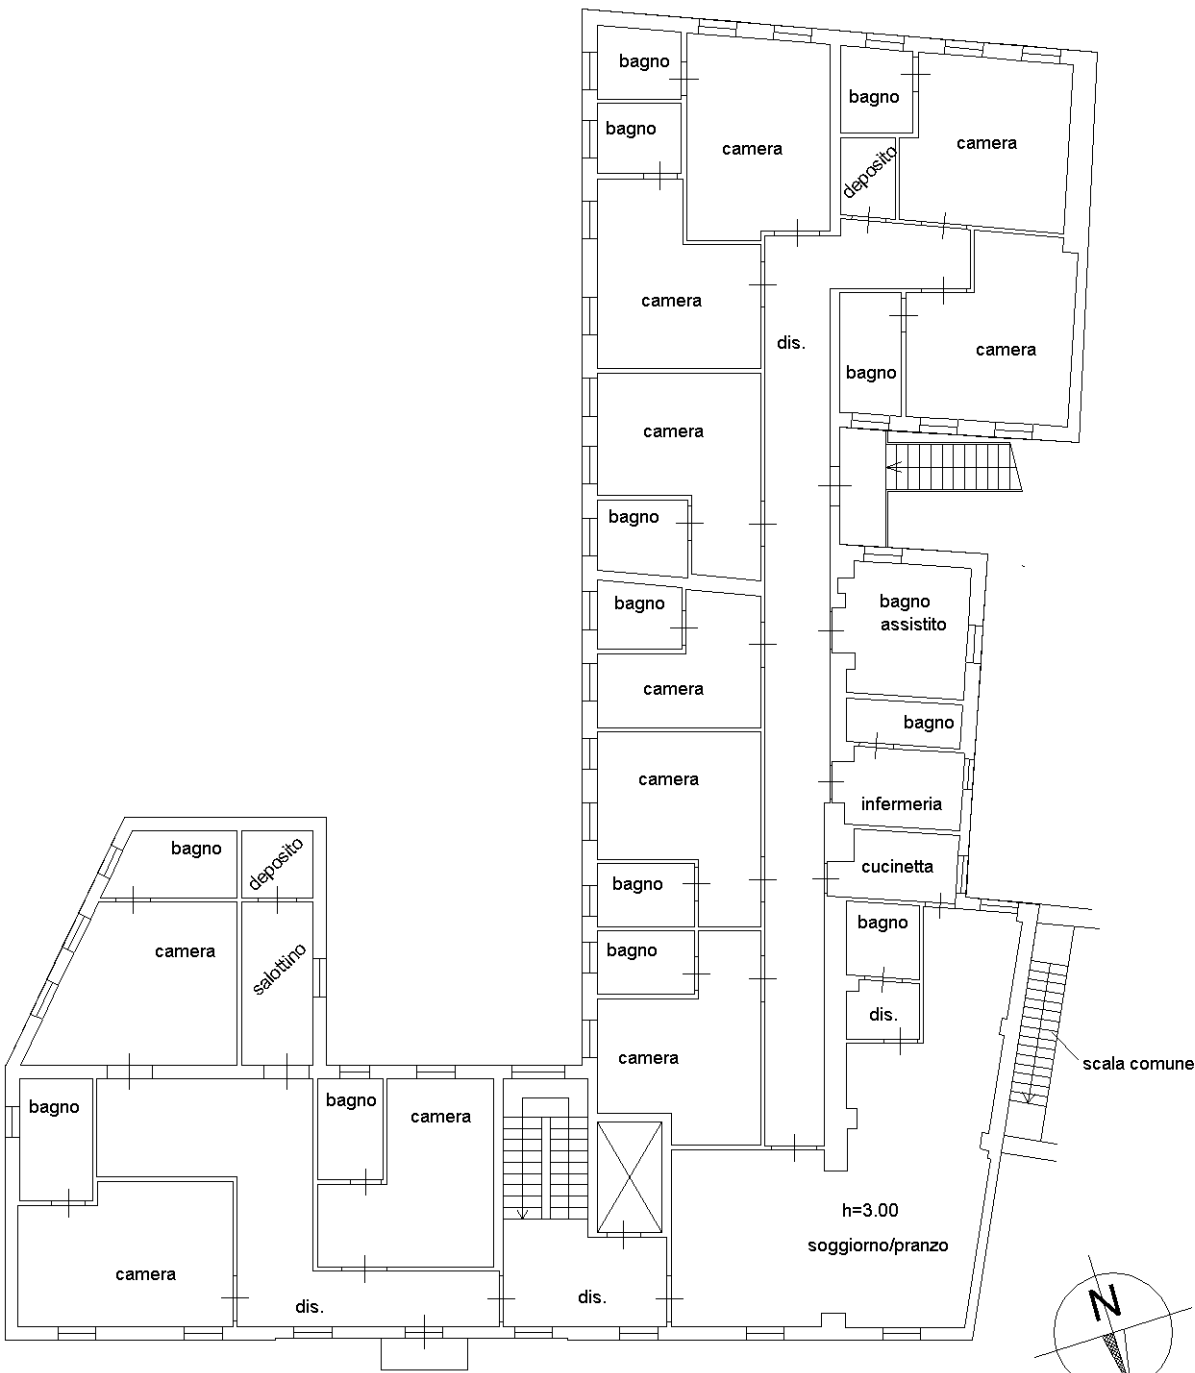 bagno
bagno
bagno
camera
camera
deposito
camera
dis.
camera
bagno
camera
bagno
bagno
bagno
assistito
camera
bagno
camera
infermeria
bagno
deposito
cucinetta
bagno
bagno
camera
salottino
bagno
dis.
camera
scala comune
bagno
bagno
camera
h=3.00
soggiorno/pranzo
camera
dis.
dis.
N